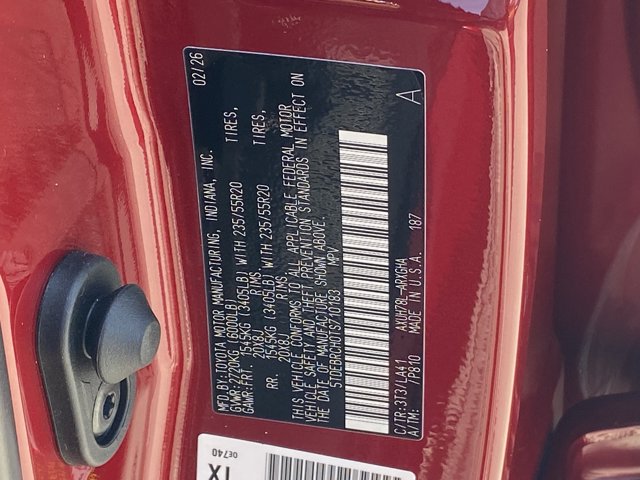 MFD.BY:TOYOTA MOTOR MANUFACTURING, INDIANA, INC. 02/26
GVWR:2720KG (6000LB)
GAWR:FRT 1545KG (3405LB) WITH 235/55R20 TIRES,
20X8J RIMS
RR. 1545KG (3405LB) WITH 235/55R20 TIRES,
20X8J RIMS
THIS VEHICLE CONFORMS TO ALL APPLICABLE FEDERAL MOTOR
VEHICLE SAFETY AND THEFT PREVENTION STANDARDS IN EFFECT ON
THE DATE OF MANUFACTURE SHOWN ABOVE.
MPV
C/TR:3T3/LA41 AXUH78L-ARXGHA A
A/TM: /P810 MADE IN U.S.A. 187
0E740
TX